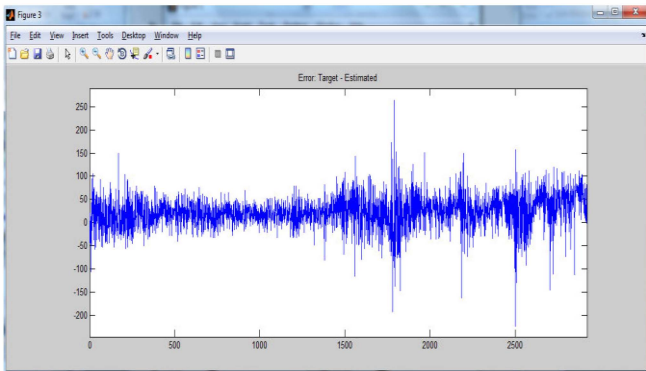 Figure 3
File Edit View Insert Tools Desktop Window Help
Error: Target - Estimated
250
200
150
100
50
0
-50
-100
-150
-200
0 500 1000 1500 2000 2500